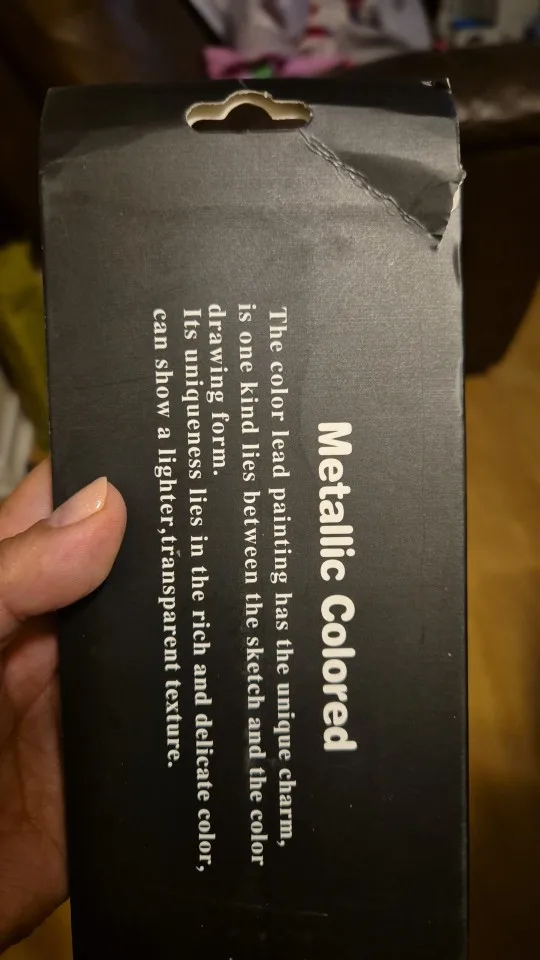 Metallic Colored
The color lead painting has the unique charm,
is one kind lies between the sketch and the color
drawing form.
Its uniqueness lies in the rich and delicate color,
can show a lighter,transparent texture.